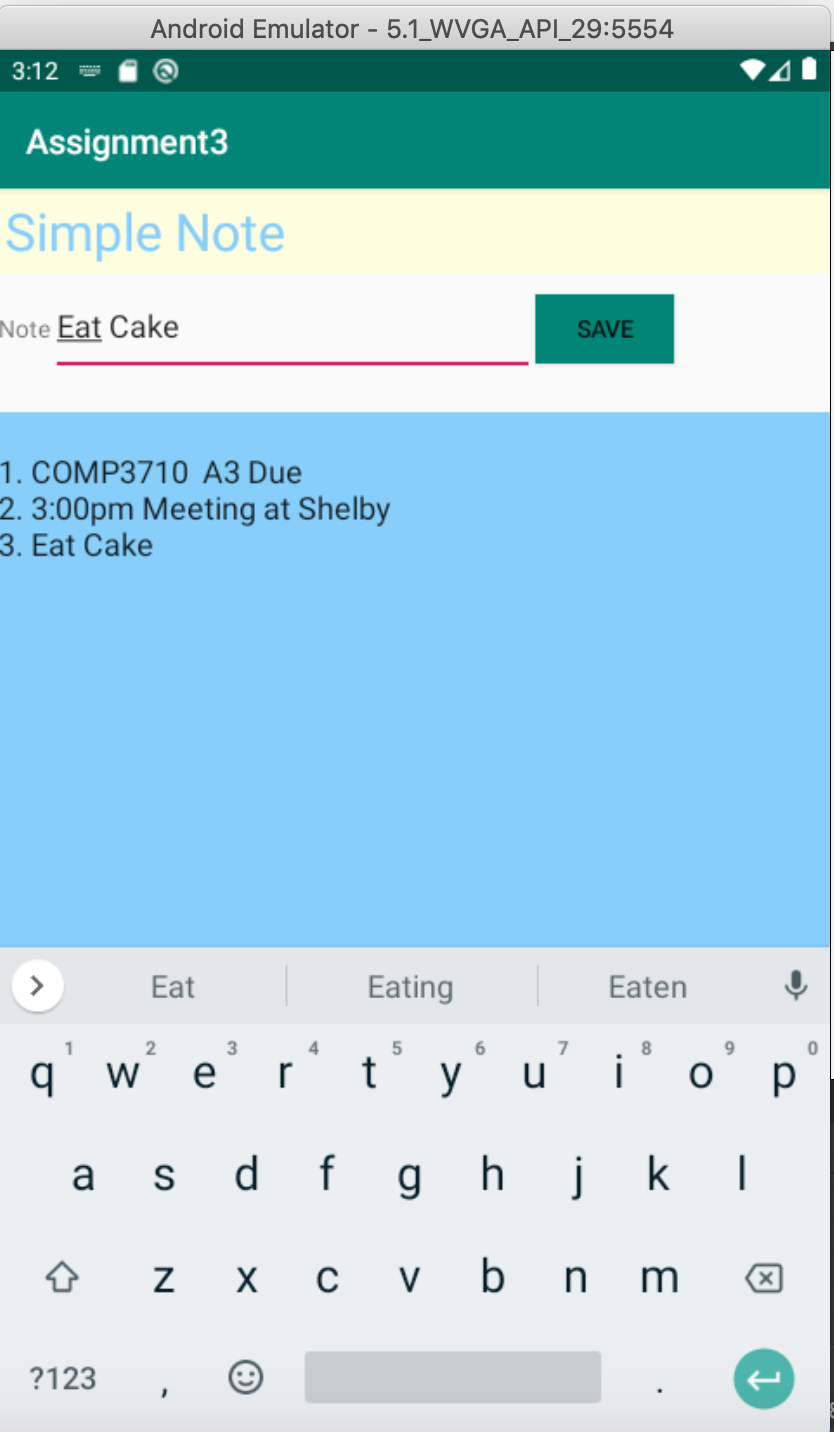 Android Emulator - 5.1_WVGA_API_29:5554
3:12
Assignment3
Simple Note
Note Eat Cake SAVE
1. COMP3710  A3 Due
2. 3:00pm Meeting at Shelby
3. Eat Cake
Eat Eating Eaten
1 2 3 4 5 6 7 8 9 0
q w e r t y u i o p
a s d f g h j k l
z x c v b n m
?123 , .